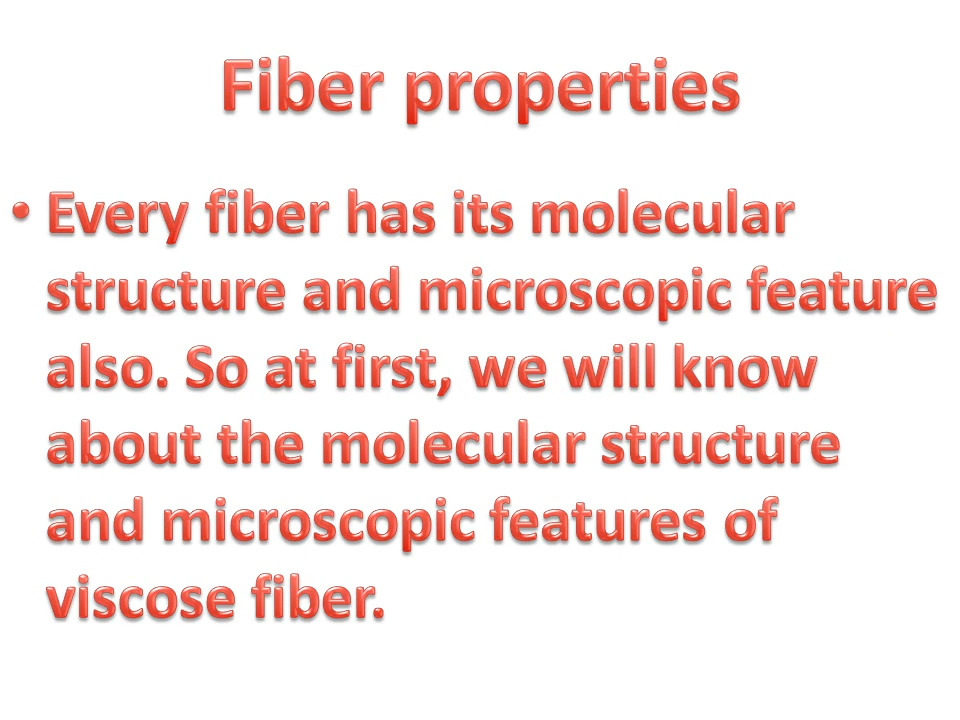 Fiber properties
• Every fiber has its molecular
structure and microscopic feature
also. So at first, we will know
about the molecular structure
and microscopic features of
viscose fiber.